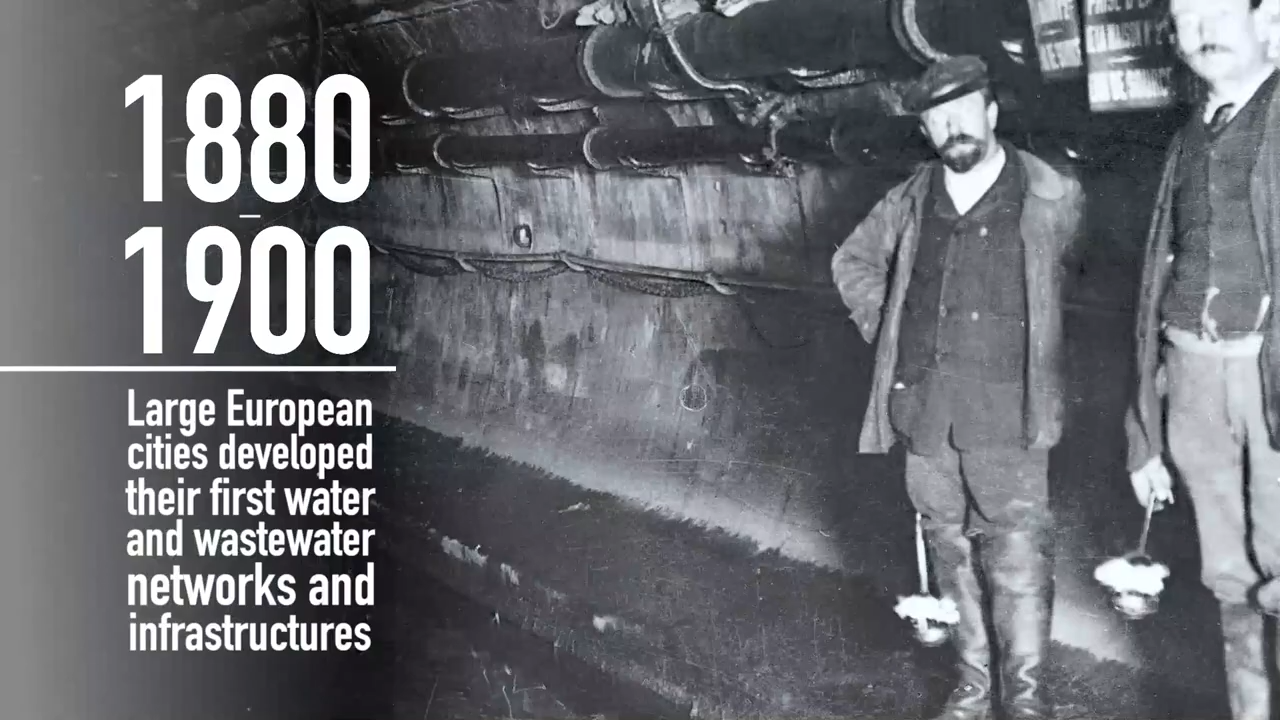 1880
–
1900
Large European
cities developed
their first water
and wastewater
networks and
infrastructures